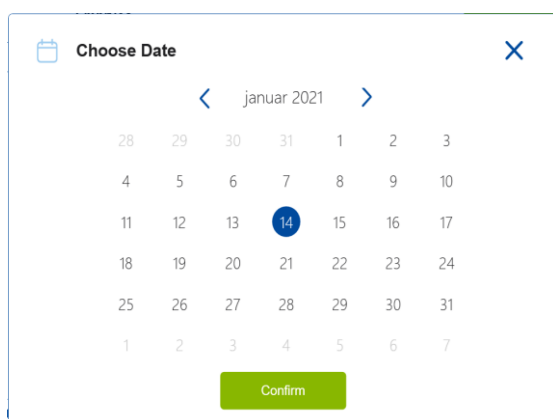 Choose Date
januar 2021
28 29 30 31 1 2 3
4 5 6 7 8 9 10
11 12 13 14 15 16 17
18 19 20 21 22 23 24
25 26 27 28 29 30 31
1 2 3 4 5 6 7
Confirm